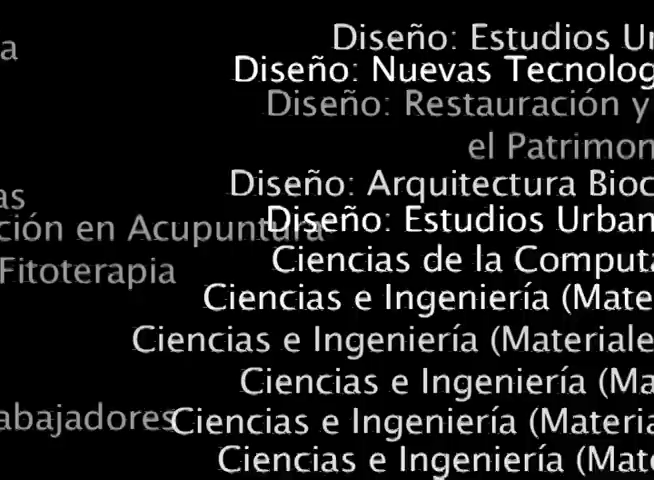 a
Diseño: Estudios Ur
Diseño: Nuevas Tecnolog
Diseño: Restauración y
el Patrimon
Diseño: Arquitectura Bioc
as
Diseño: Estudios Urban
ción en Acupuntura
Ciencias de la Computa
Fitoterapia
Ciencias e Ingeniería (Mate
Ciencias e Ingeniería (Materiale
Ciencias e Ingeniería (Ma
abajadores
Ciencias e Ingeniería (Materia
Ciencias e Ingeniería (Mate